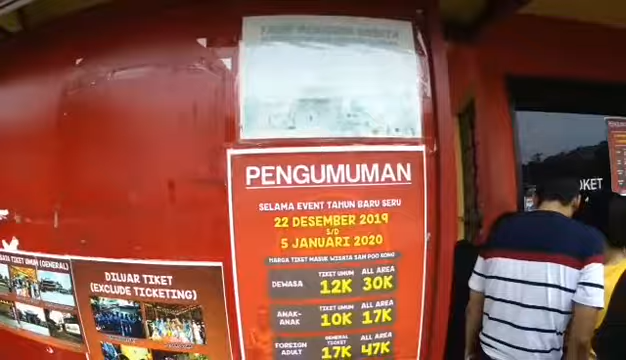 PENGUMUMAN
SELAMA EVENT TAHUN BARU SERU
22 DESEMBER 2019
S/D
5 JANUARI 2020
HARGA TIKET MASUK WISATA SAM POO KONG
TIKET UMUM ALL AREA
DEWASA 12K 30K
TIKET UMUM ALL AREA
ANAK-ANAK 10K 17K
GENERAL TICKET ALL AREA
FOREIGN ADULT 17K 47K
TIKET UMUM (GENERAL)
DILUAR TIKET
(EXCLUDE TICKETING)